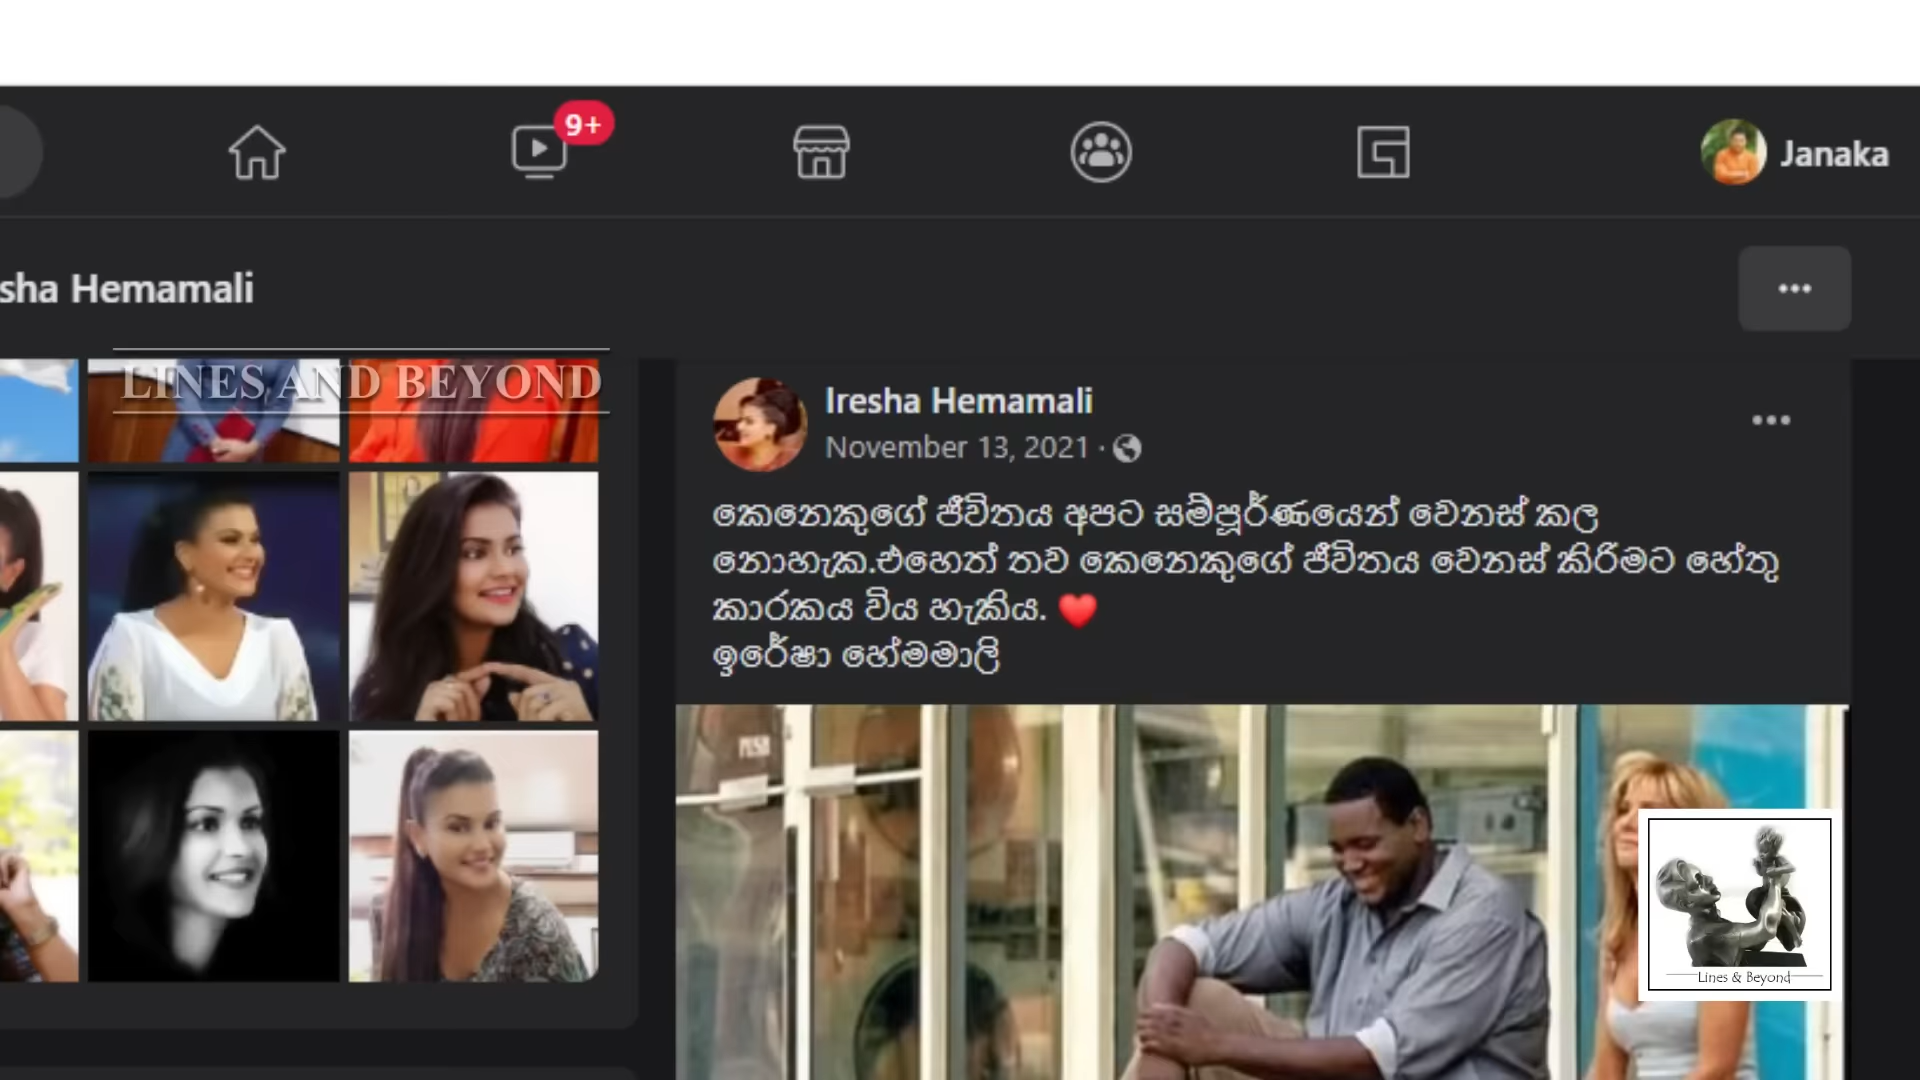 9+
Janaka
sha Hemamali
LINES AND BEYOND
Iresha Hemamali
November 13, 2021 ·
කෙනෙකුගේ ජීවිතය අපට සම්පූර්ණයෙන් වෙනස් කල
නොහැක.එහෙත් තව කෙනෙකුගේ ජීවිතය වෙනස් කිරීමට හේතු
කාරකය විය හැකිය. ❤️
ඉරේෂා හේමමාලි
PUSH
Lines & Beyond